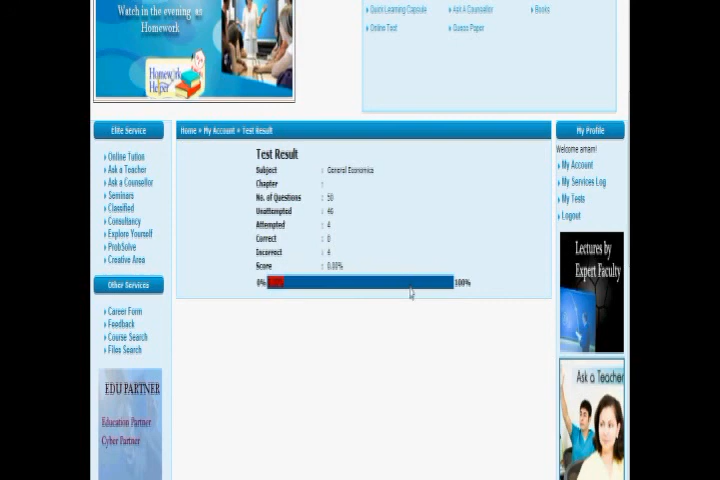 Watch in the evening, as
Homework
Homework
Helper
Quick Learning Capsule
Ask A Counsellor
Books
Online Test
Guess Paper
Elite Service
Online Tution
Ask a Teacher
Ask a Counsellor
Seminars
Classified
Consultancy
Explore Yourself
ProbSolve
Creative Area
Other Services
Career Form
Feedback
Course Search
Files Search
EDU PARTNER
Education Partner
Cyber Partner
Home » My Account » Test Result
Test Result
Subject : General Economics
Chapter :
No. of Questions : 50
Unattempted : 46
Attempted : 4
Correct : 0
Incorrect : 4
Score : 0.00%
0% 100%
My Profile
Welcome amam!
My Account
My Services Log
My Tests
Logout
Lectures by
Expert Faculty
Ask a Teacher